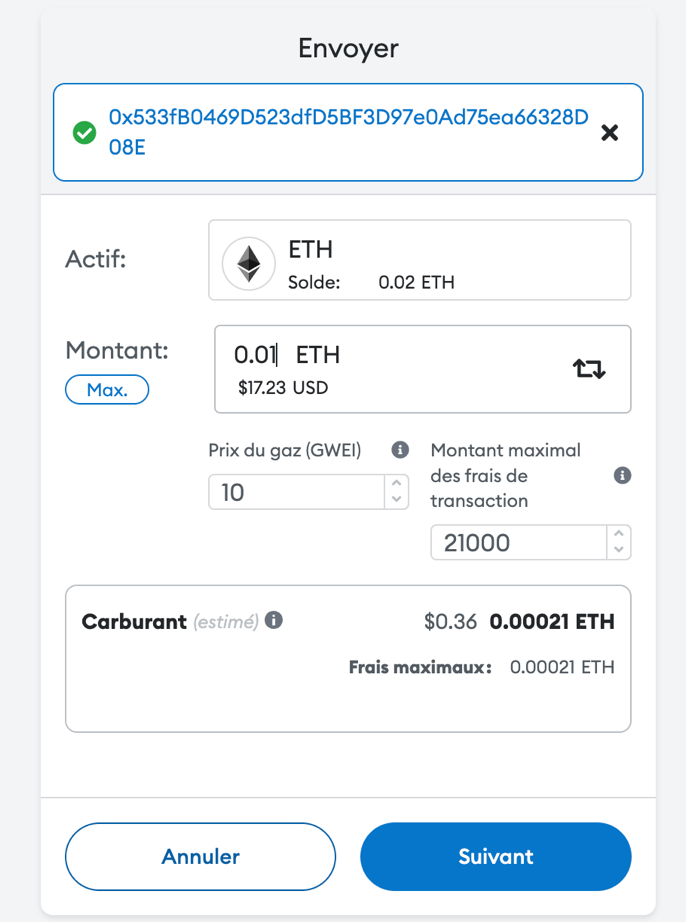 Envoyer
0x533fB0469D523dfD5BF3D97e0Ad75ea66328D
08E
Actif:
ETH
Solde: 0.02 ETH
Montant:
Max.
0.01 ETH
$17.23 USD
Prix du gaz (GWEI)
10
Montant maximal
des frais de
transaction
21000
Carburant (estimé) $0.36 0.00021 ETH
Frais maximaux: 0.00021 ETH
Annuler
Suivant